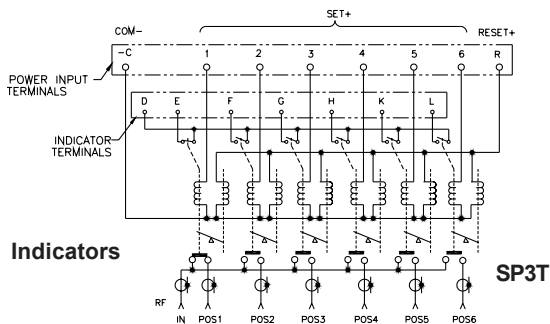 SET+
COM-
RESET+
-C 1 2 3 4 5 6 R
POWER INPUT
TERMINALS
D E F G H K L
INDICATOR
TERMINALS
Indicators
SP3T
RF
IN POS1 POS2 POS3 POS4 POS5 POS6